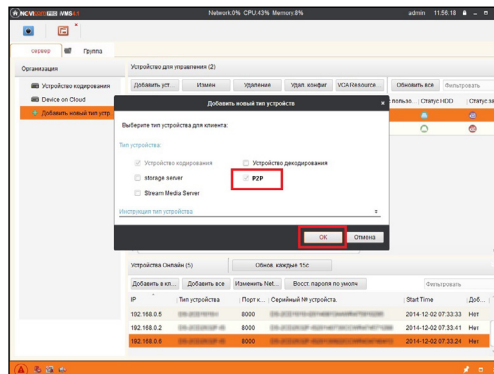 Network.0% CPU:43% Memory:8% admin 11:56:18
сервер Группа
Организация
Устройство для управления (2)
Устройство кодирования
Device on Cloud
Добавить новый тип устр...
Добавить уст... Измен Удаление Удал. конфиг VCA Resource... Обновить все Фильтровать
пользо... Статус HDD Статус за
Добавить новый тип устройств
Выберите тип устройства для клиента:
Тип устройства:
Устройство кодирования Устройство декодирования
storage server P2P
Stream Media Server
Инструкция тип устройства
OK Отмена
Устройства Онлайн (5) Обнов. каждые 15с
Добавить в кл... Добавить все Изменить Net... Восст. пароля по умолч Фильтровать
IP Тип устройства Порт к... Серийный № устройства. Start Time Доб...
192.168.0.5 8000 2014-12-02 07:33:33 Нет
192.168.0.2 8000 2014-12-02 07:33:41 Нет
192.168.0.6 8000 2014-12-02 07:33:24 Нет